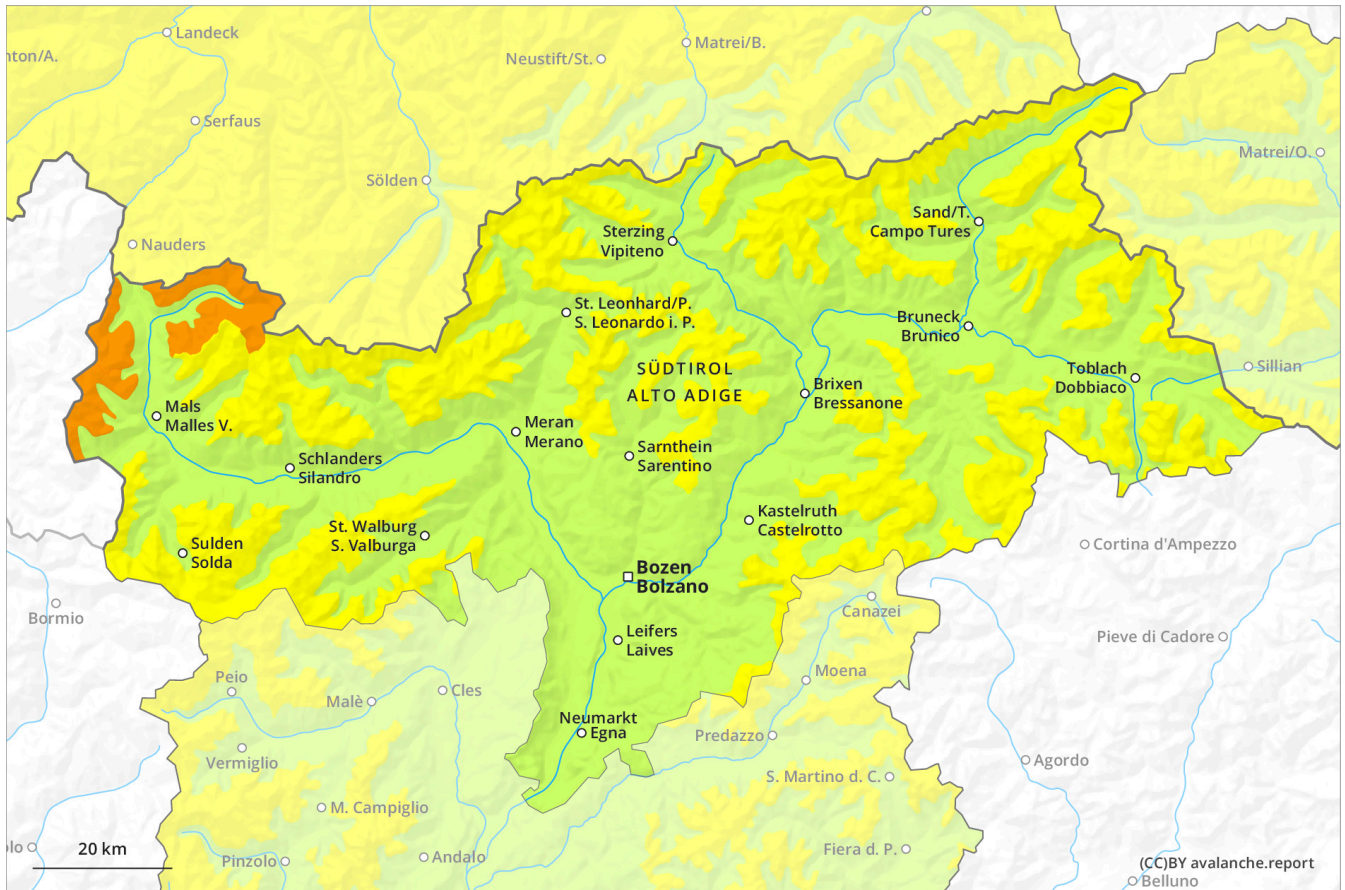 Landeck
nton/A.
Neustift/St.
Matrei/B.
Serfaus
Matrei/O.
Sölden
Nauders
Sand/T.
Campo Tures
Sterzing
Vipiteno
St. Leonhard/P.
S. Leonardo i. P.
Bruneck
Brunico
SÜDTIROL
ALTO ADIGE
Toblach
Dobbiaco
Sillian
Brixen
Bressanone
Mals
Malles V.
Meran
Merano
Sarnthein
Sarentino
Schlanders
Silandro
Kastelruth
Castelrotto
St. Walburg
S. Valburga
Sulden
Solda
Cortina d'Ampezzo
Bozen
Bolzano
Bormio
Canazei
Leifers
Laives
Pieve di Cadore
Peio
Moena
Cles
Malè
Neumarkt
Egna
Predazzo
Vermiglio
Agordo
S. Martino d. C.
M. Campiglio
20 km
olo
Pinzolo
Andalo
Fiera d. P.
(CC)BY avalanche.report
Belluno